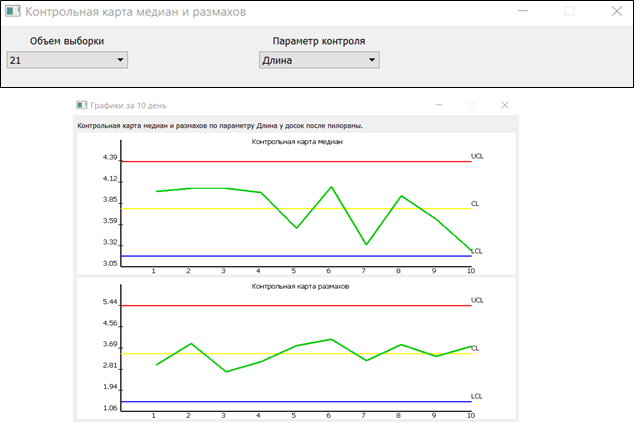 Контрольная карта медиан и размахов
Объем выборки
Параметр контроля
21
Длина
Графики за 10 день
Контрольная карта медиан и размахов по параметру Длина у досок после пилорамы.
Контрольная карта медиан
4.39
UCL
4.12
3.85
CL
3.59
3.32
LCL
3.05
1 2 3 4 5 6 7 8 9 10
Контрольная карта размахов
5.44
UCL
4.56
3.69
CL
2.81
1.94
LCL
1.06
1 2 3 4 5 6 7 8 9 10